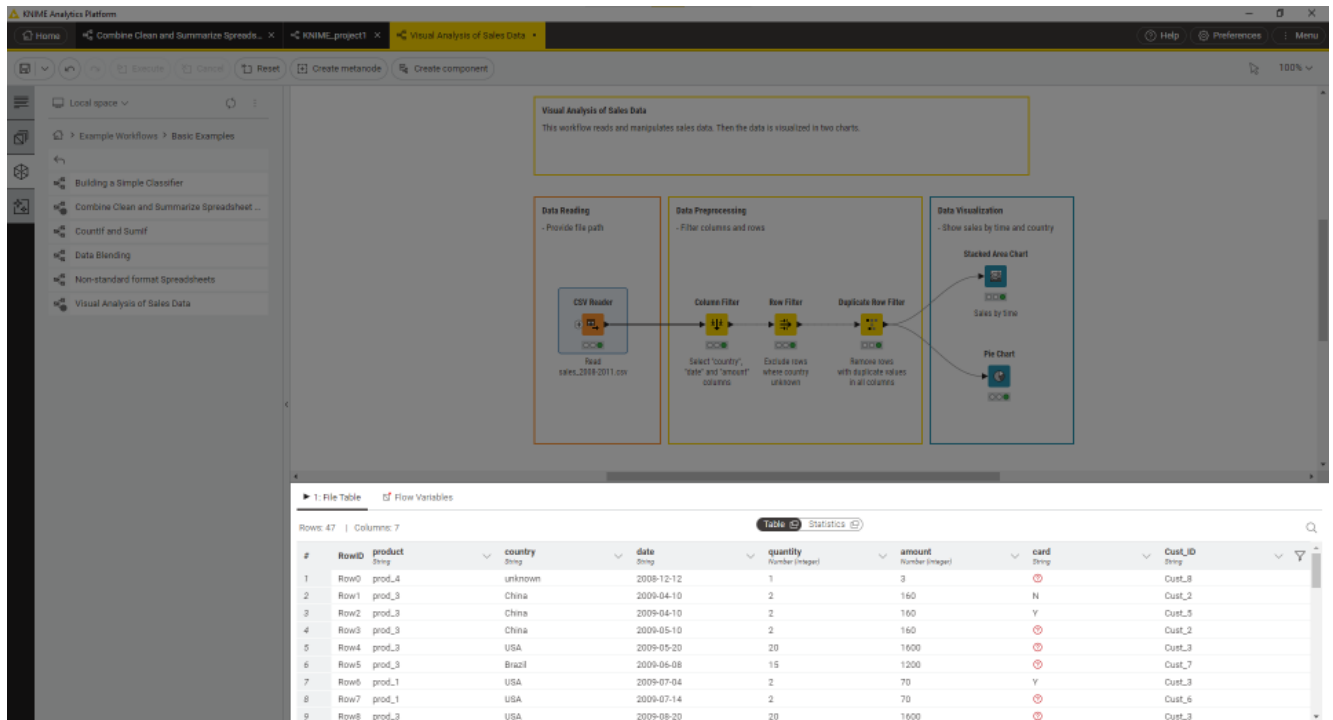 KNIME Analytics Platform
Home
Combine Clean and Summarize Spreads...
KNIME_project1
Visual Analysis of Sales Data
Help
Preferences
Menu
Execute
Cancel
Reset
Create metanode
Create component
100%
Local space
Example Workflows > Basic Examples
Building a Simple Classifier
Combine Clean and Summarize Spreadsheet ...
Countif and Sumif
Data Blending
Non-standard format Spreadsheets
Visual Analysis of Sales Data
Visual Analysis of Sales Data
This workflow reads and manipulates sales data. Then the data is visualized in two charts.
Data Reading
- Provide file path
CSV Reader
Read
sales_2008-2011.csv
Data Preprocessing
- Filter columns and rows
Column Filter
Select "country",
"date" and "amount"
columns
Row Filter
Exclude rows
where country
unknown
Duplicate Row Filter
Remove rows
with duplicate values
in all columns
Data Visualization
- Show sales by time and country
Stacked Area Chart
Sales by time
Pie Chart
1: File Table
Flow Variables
Rows: 47 | Columns: 7
Table
Statistics
# RowID product country date quantity amount card Cust_ID
String String String Number (integer) Number (integer) String String
1 Row0 prod_4 unknown 2008-12-12 1 3 ? Cust_8
2 Row1 prod_3 China 2009-04-10 2 160 N Cust_2
3 Row2 prod_3 China 2009-04-10 2 160 Y Cust_5
4 Row3 prod_3 China 2009-05-10 2 160 ? Cust_2
5 Row4 prod_3 USA 2009-05-20 20 1600 ? Cust_3
6 Row5 prod_3 Brazil 2009-06-08 15 1200 ? Cust_7
7 Row6 prod_1 USA 2009-07-04 2 70 Y Cust_3
8 Row7 prod_1 USA 2009-07-14 2 70 ? Cust_6
9 Row8 prod_3 USA 2009-08-20 20 1600 ? Cust_3